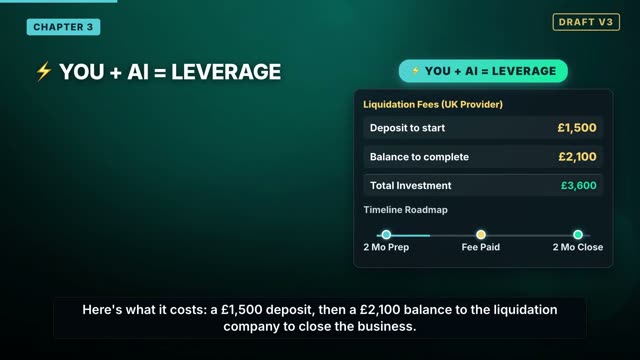 CHAPTER 3
DRAFT V3
⚡ YOU + AI = LEVERAGE
⚡ YOU + AI = LEVERAGE
Liquidation Fees (UK Provider)
Deposit to start £1,500
Balance to complete £2,100
Total Investment £3,600
Timeline Roadmap
2 Mo Prep Fee Paid 2 Mo Close
Here's what it costs: a £1,500 deposit, then a £2,100 balance to the liquidation
company to close the business.